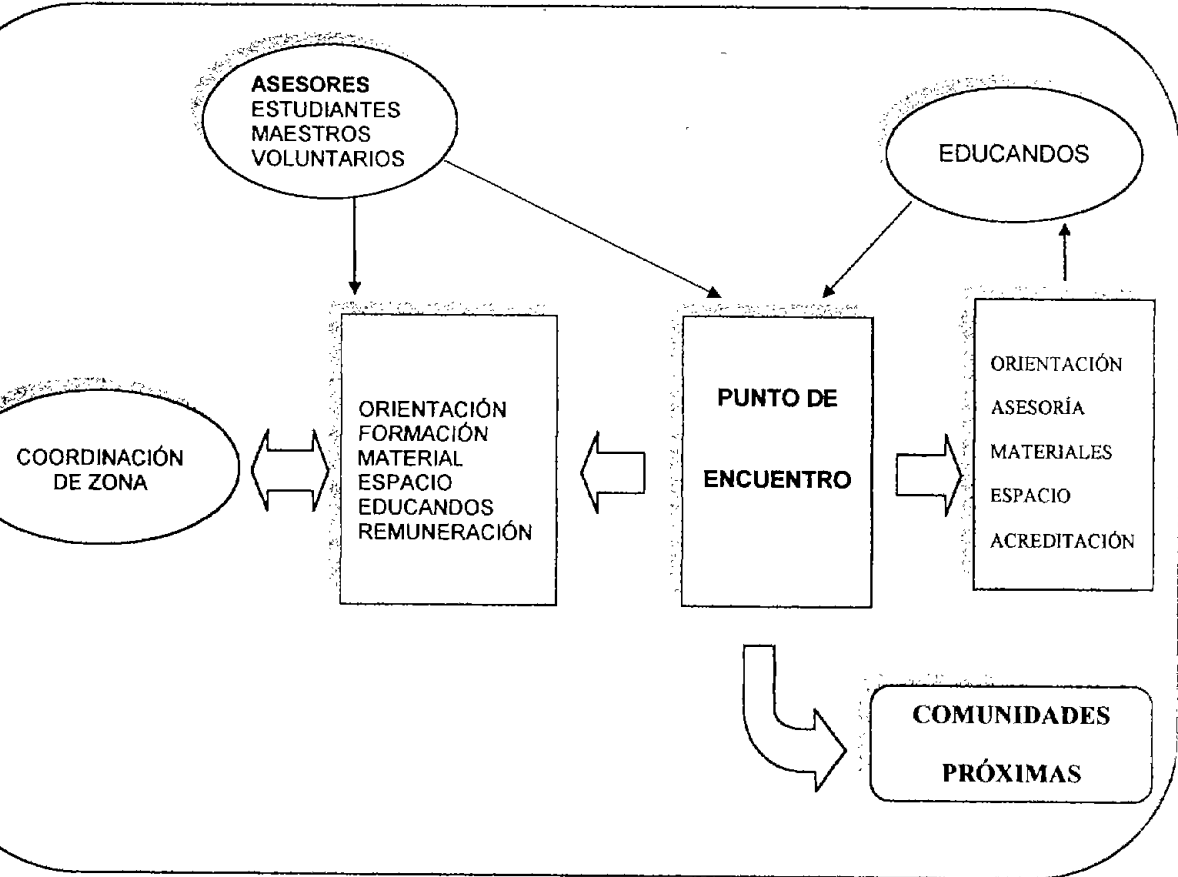 ASESORES
ESTUDIANTES
MAESTROS
VOLUNTARIOS
EDUCANDOS
COORDINACIÓN
DE ZONA
ORIENTACIÓN
FORMACIÓN
MATERIAL
ESPACIO
EDUCANDOS
REMUNERACIÓN
PUNTO DE
ENCUENTRO
ORIENTACIÓN
ASESORÍA
MATERIALES
ESPACIO
ACREDITACIÓN
COMUNIDADES
PRÓXIMAS